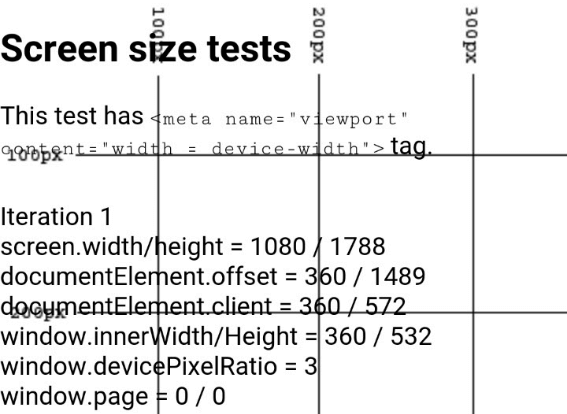 100px
200px
300px
Screen size tests
This test has <meta name="viewport"
content="width = device-width"> tag.
100px
Iteration 1
screen.width/height = 1080 / 1788
documentElement.offset = 360 / 1489
documentElement.client = 360 / 572
200px
window.innerWidth/Height = 360 / 532
window.devicePixelRatio = 3
window.page = 0 / 0